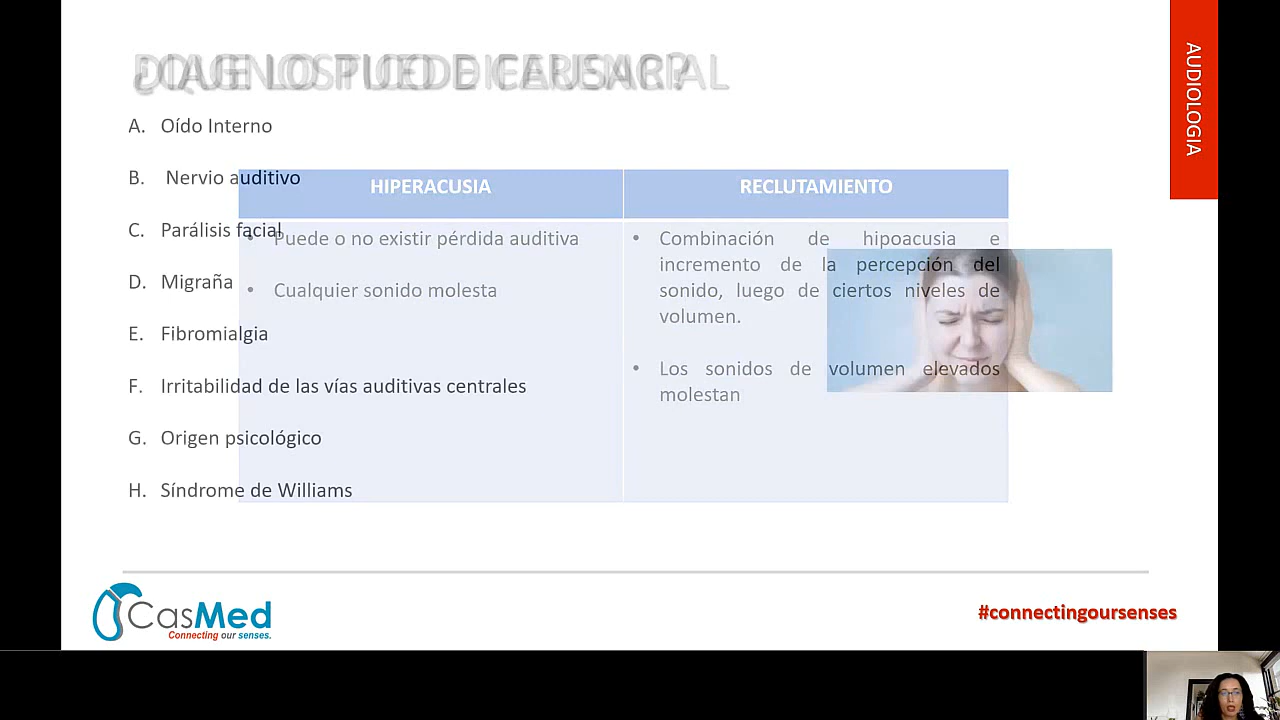 ¿QUE LO PUEDE CAUSAR?
DIAGNOSTICO DIFERENCIAL
AUDIOLOGIA
A. Oído Interno
B. Nervio auditivo
C. Parálisis facial
D. Migraña
E. Fibromialgia
F. Irritabilidad de las vías auditivas centrales
G. Origen psicológico
H. Síndrome de Williams
HIPERACUSIA
• Puede o no existir pérdida auditiva
• Cualquier sonido molesta
RECLUTAMIENTO
• Combinación de hipoacusia e
incremento de la percepción del
sonido, luego de ciertos niveles de
volumen.
• Los sonidos de volumen elevados
molestan
CasMed
Connecting our senses.
#connectingoursenses